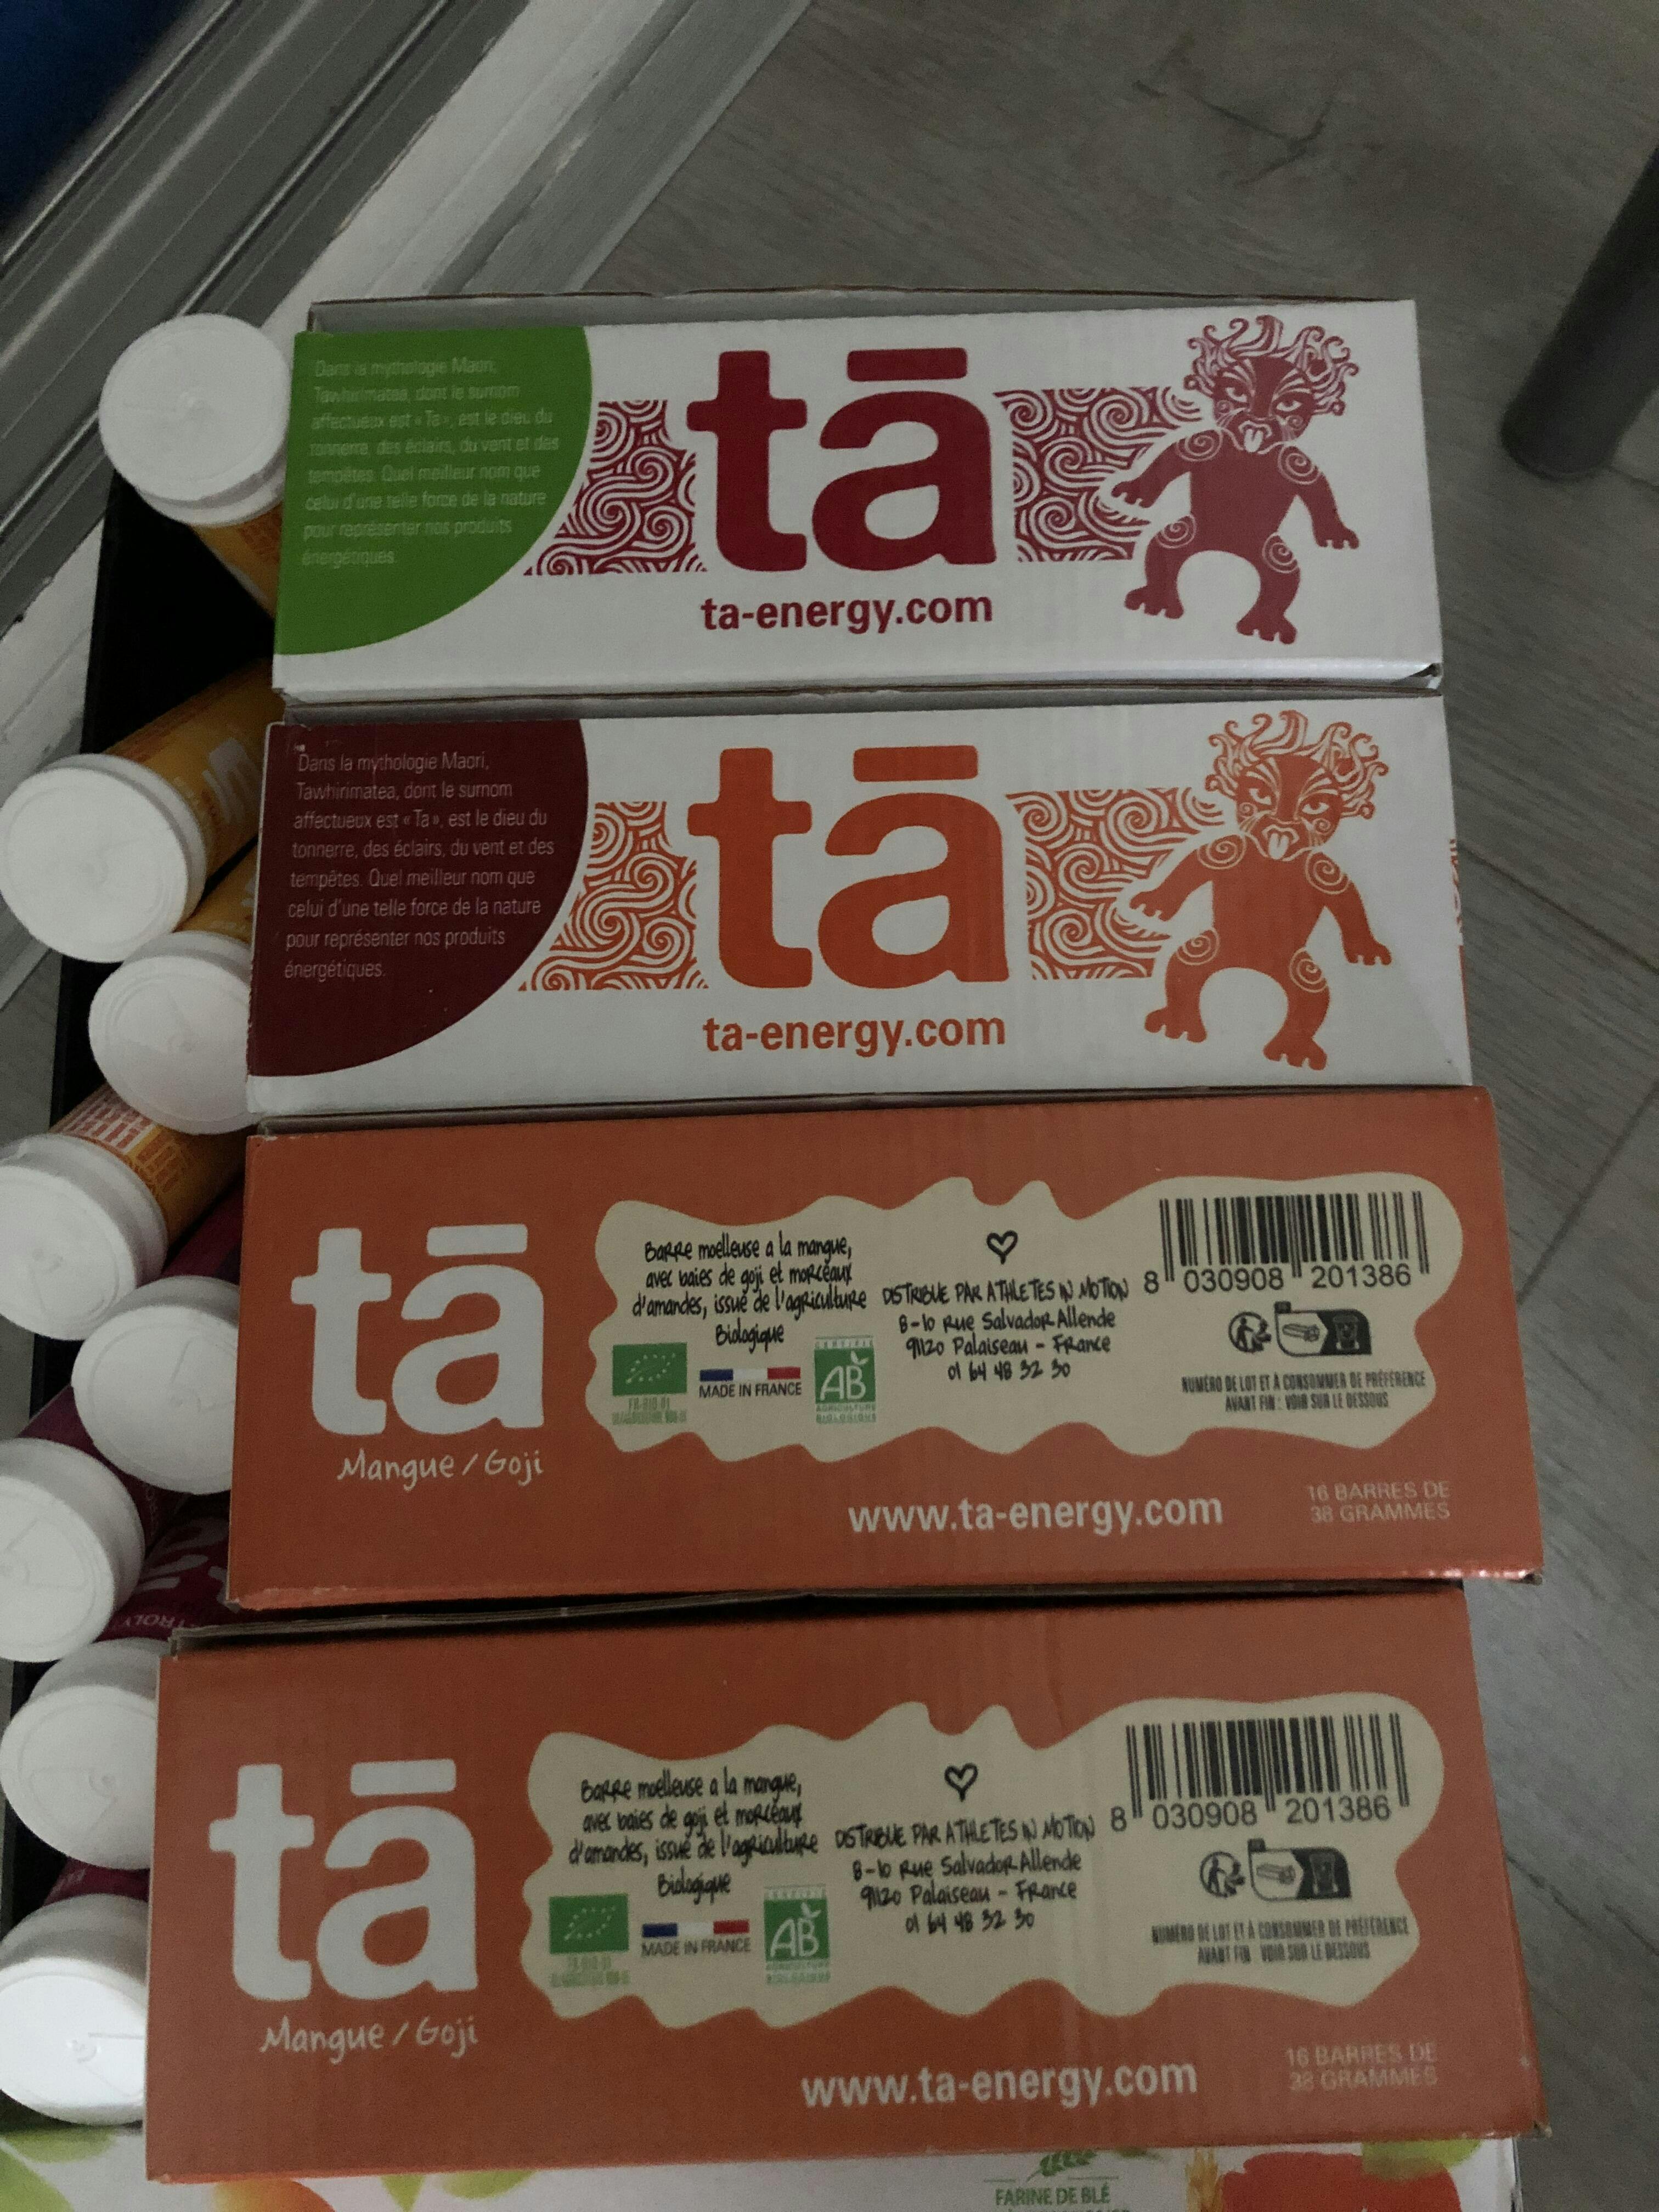 Dans la mythologie Maori,
Tawhirimatea, dont le surnom
affectueux est « Ta », est le dieu du
tonnerre, des éclairs, du vent et des
tempêtes. Quel meilleur nom que
celui d'une telle force de la nature
pour représenter nos produits
énergétiques.
tā
ta-energy.com
Dans la mythologie Maori,
Tawhirimatea, dont le surnom
affectueux est « Ta », est le dieu du
tonnerre, des éclairs, du vent et des
tempêtes. Quel meilleur nom que
celui d'une telle force de la nature
pour représenter nos produits
énergétiques.
tā
ta-energy.com
tā
Mangue / Goji
Barre moelleuse a la mangue,
avec baies de goji et morceaux
d'amandes, issue de l'agriculture
Biologique
MADE IN FRANCE
CERTIFIÉ
AB
AGRICULTURE
BIOLOGIQUE
DISTRIBUE PAR ATHLETES IN MOTION
8-10 Rue Salvador Allende
91120 Palaiseau - France
01 64 48 32 30
8 030908 201386
NUMÉRO DE LOT ET À CONSOMMER DE PRÉFÉRENCE
AVANT FIN : VOIR SUR LE DESSOUS
www.ta-energy.com
16 BARRES DE
38 GRAMMES
tā
Mangue / Goji
Barre moelleuse a la mangue,
avec baies de goji et morceaux
d'amandes, issue de l'agriculture
Biologique
MADE IN FRANCE
AB
DISTRIBUE PAR ATHLETES IN MOTION
8-10 Rue Salvador Allende
91120 Palaiseau - France
01 64 48 32 30
8 030908 201386
NUMÉRO DE LOT ET À CONSOMMER DE PRÉFÉRENCE
AVANT FIN : VOIR SUR LE DESSOUS
www.ta-energy.com
16 BARRES DE
38 GRAMMES
FARINE DE BLÉ